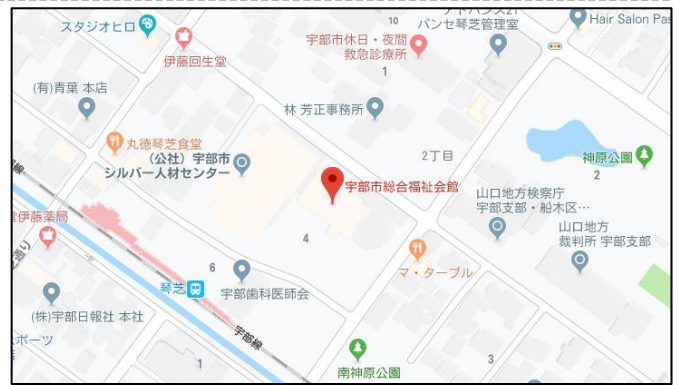 スタジオヒロ
伊藤回生堂
10
宇部市休日・夜間
救急診療所
1
パンセ琴芝管理室
Hair Salon Pas
(有)青葉 本店
林 芳正事務所
丸徳琴芝食堂
(公社)宇部市
シルバー人材センター
2丁目
神原公園
2
宇部市総合福祉会館
山口地方検察庁
宇部支部・船木区…
山口地方
裁判所 宇部支部
伊藤薬局
4
マ・ターブル
6
琴芝
宇部歯科医師会
(株)宇部日報社 本社
宇部線
スポーツ
1
南神原公園
3